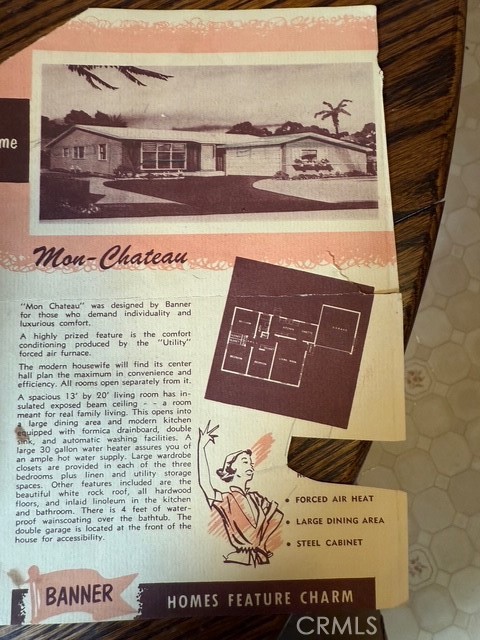 me
Mon-Chateau
"Mon Chateau" was designed by Banner
for those who demand individuality and
luxurious comfort.
A highly prized feature is the comfort
conditioning produced by the "Utility"
forced air furnace.
The modern housewife will find its center
hall plan the maximum in convenience and
efficiency. All rooms open separately from it.
A spacious 13' by 20' living room has in-
sulated exposed beam ceiling - - a room
meant for real family living. This opens into
a large dining area and modern kitchen
equipped with formica drainboard, double
sink, and automatic washing facilities. A
large 30 gallon water heater assures you of
an ample hot water supply. Large wardrobe
closets are provided in each of the three
bedrooms plus linen and utility storage
spaces. Other features included are the
beautiful white rock roof, all hardwood
floors, and inlaid linoleum in the kitchen
and bathroom. There is 4 feet of water-
proof wainscoating over the bathtub. The
double garage is located at the front of the
house for accessibility.
• FORCED AIR HEAT
• LARGE DINING AREA
• STEEL CABINET
BANNER HOMES FEATURE CHARM
CRMLS